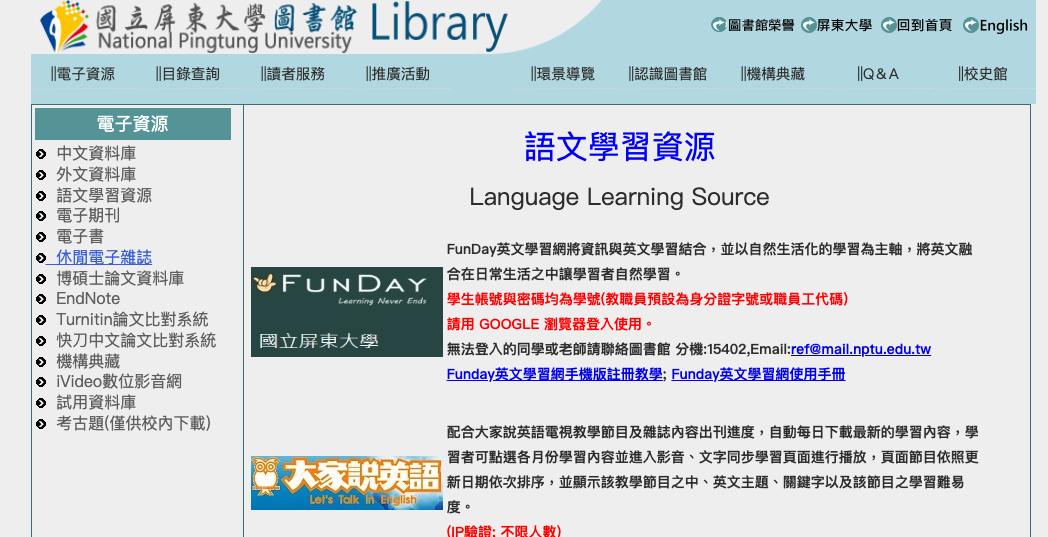 國立屏東大學圖書館 Library
National Pingtung University
圖書館榮譽 屏東大學 回到首頁 English
||電子資源 ||目錄查詢 ||讀者服務 ||推廣活動 ||環景導覽 ||認識圖書館 ||機構典藏 ||Q&A ||校史館
電子資源
中文資料庫
外文資料庫
語文學習資源
電子期刊
電子書
休閒電子雜誌
博碩士論文資料庫
EndNote
Turnitin論文比對系統
快刀中文論文比對系統
機構典藏
iVideo數位影音網
試用資料庫
考古題(僅供校內下載)
語文學習資源
Language Learning Source
FUNDAY
Learning Never Ends
國立屏東大學
FunDay英文學習網將資訊與英文學習結合，並以自然生活化的學習為主軸，將英文融
合在日常生活之中讓學習者自然學習。
學生帳號與密碼均為學號(教職員預設為身分證字號或職員工代碼)
請用 GOOGLE 瀏覽器登入使用。
無法登入的同學或老師請聯絡圖書館 分機:15402,Email:ref@mail.nptu.edu.tw
Funday英文學習網手機版註冊教學; Funday英文學習網使用手冊
大家說英語
Let's Talk In English
配合大家說英語電視教學節目及雜誌內容出刊進度，自動每日下載最新的學習內容，學
習者可點選各月份學習內容並進入影音、文字同步學習頁面進行播放，頁面節目依照更
新日期依次排序，並顯示該教學節目之中、英文主題、關鍵字以及該節目之學習難易
度。
(IP驗證: 不限人數)